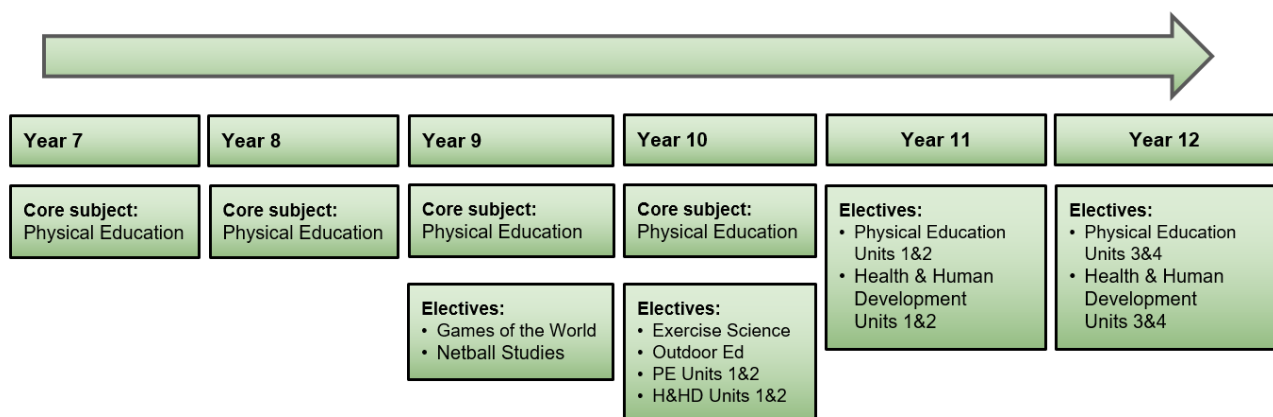 Year 7
Year 8
Year 9
Year 10
Year 11
Year 12
Core subject:
Physical Education
Core subject:
Physical Education
Core subject:
Physical Education
Core subject:
Physical Education
Electives:
• Physical Education
Units 1&2
• Health & Human
Development
Units 1&2
Electives:
• Physical Education
Units 3&4
• Health & Human
Development
Units 3&4
Electives:
• Games of the World
• Netball Studies
Electives:
• Exercise Science
• Outdoor Ed
• PE Units 1&2
• H&HD Units 1&2